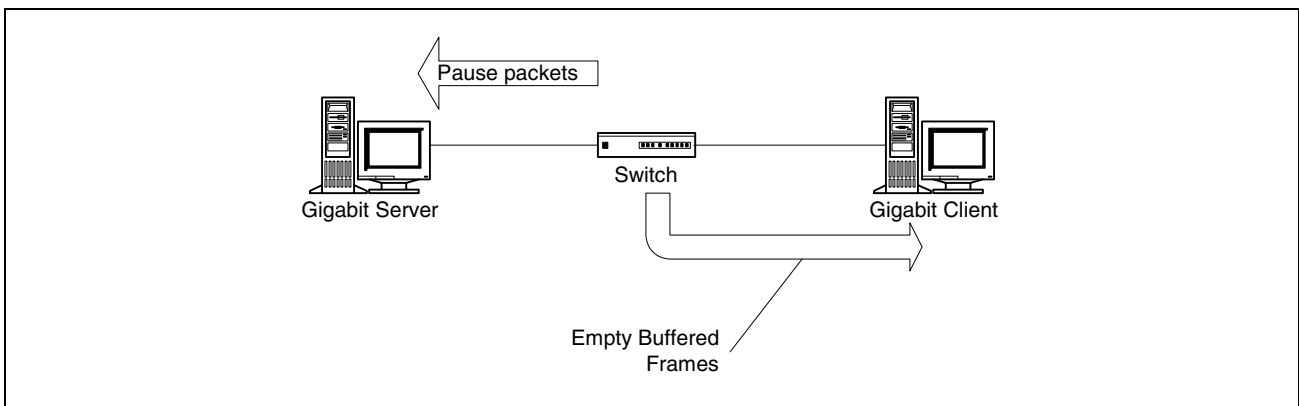 Pause packets
Switch
Gigabit Server
Gigabit Client
Empty Buffered
Frames